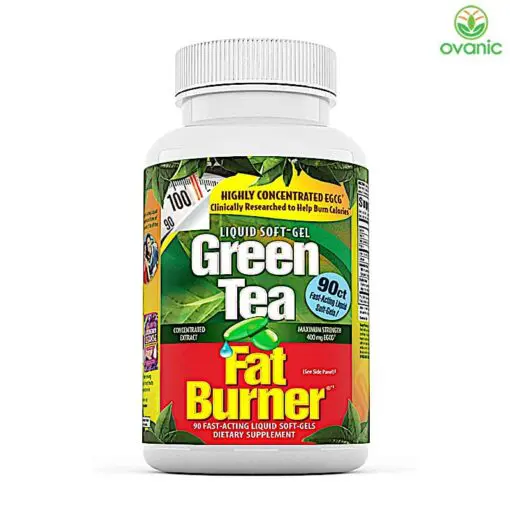 ovanic
100
90
HIGHLY CONCENTRATED EGCG*
Clinically Researched to Help Burn Calories
LIQUID SOFT-GEL
Green
Tea
90ct
Fast-Acting Liquid
Soft-Gels!
CONCENTRATED
EXTRACT
MAXIMUM STRENGTH
400 mg EGCG*
(See Side Panel)
Fat
Burner
90 FAST-ACTING LIQUID SOFT-GELS
DIETARY SUPPLEMENT